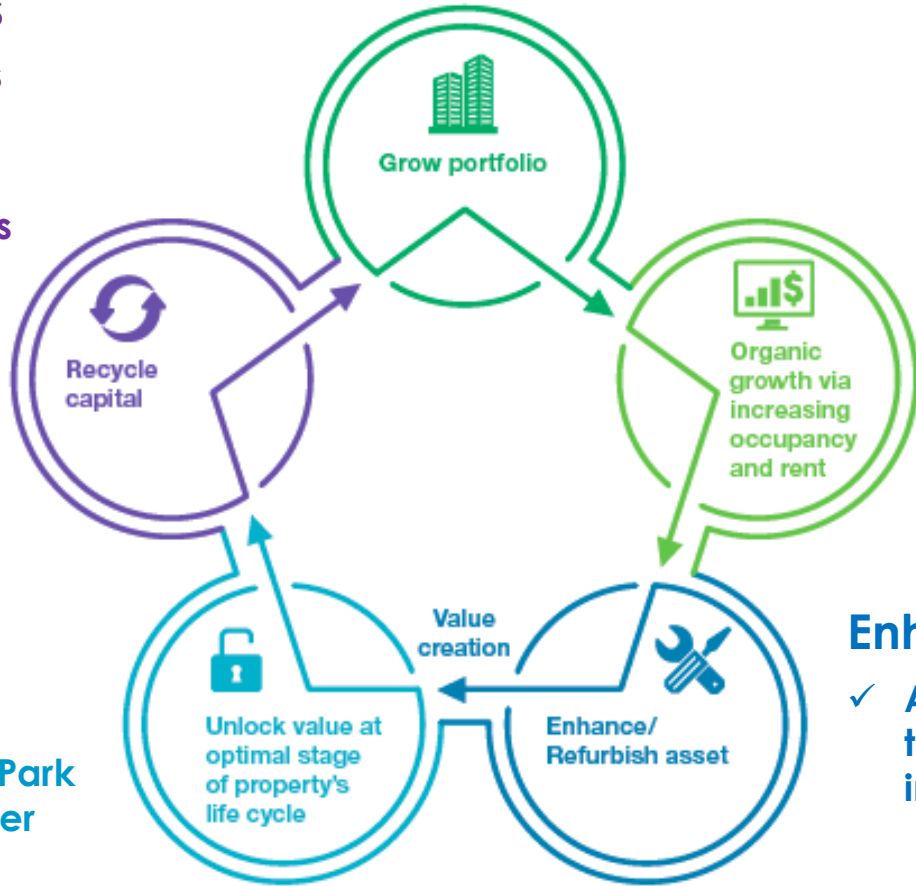 S
s
s
Grow portfolio
Recycle
capital
Organic
growth via
increasing
occupancy
and rent
$
Value
creation
Unlock value at
optimal stage
of property's
life cycle
Enhance/
Refurbish asset
Park
er
Enh
✓ A
t